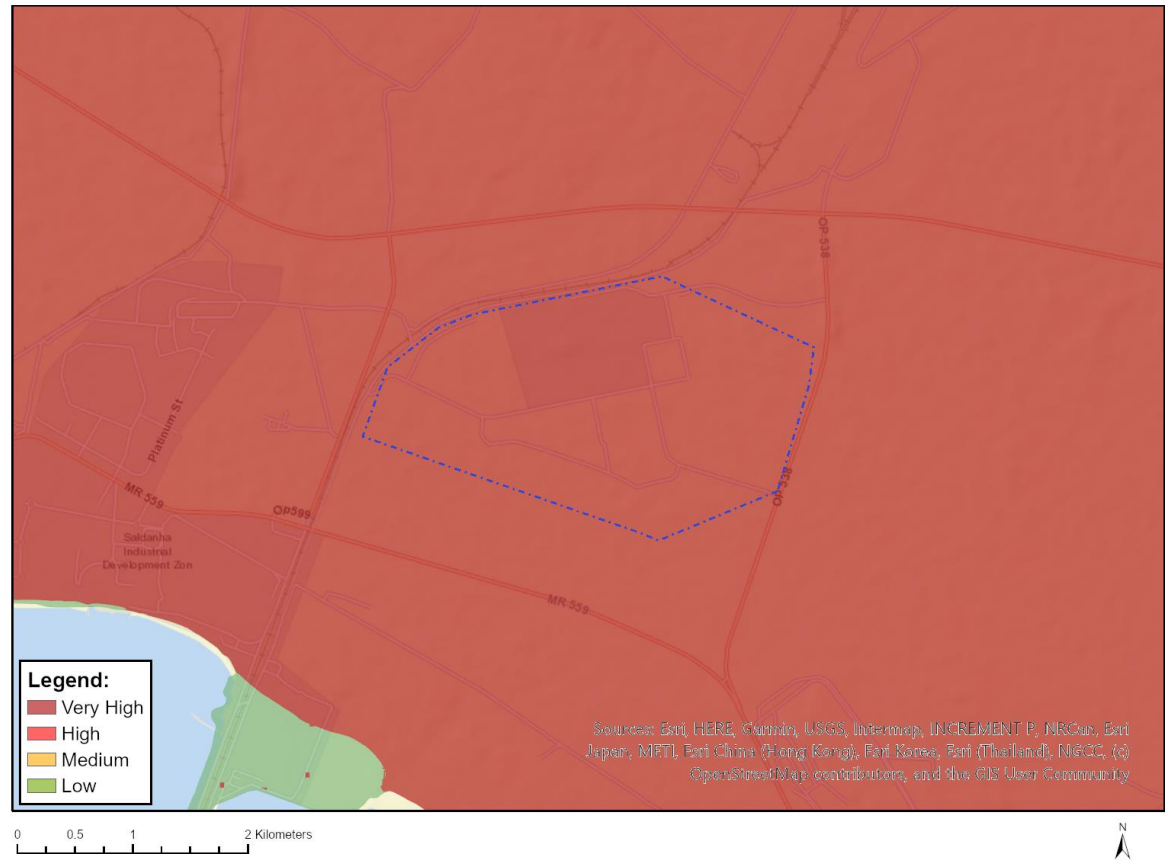 OP 538
Platinum St
MR 559
OP599
Saldanha
Industrial
Development Zon
OP 538
MR 559
Legend:
Very High
High
Medium
Low
Sources: Esri, HERE, Garmin, USGS, Intermap, INCREMENT P, NRCan, Esri
Japan, METI, Esri China (Hong Kong), Esri Korea, Esri (Thailand), NGCC, (c)
OpenStreetMap contributors, and the GIS User Community
0 0.5 1 2 Kilometers
N